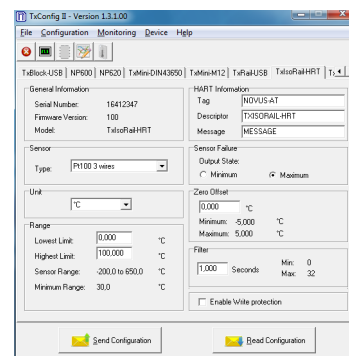 TxConfig II - Version 1.3.1.00
File Configuration Monitoring Device Help
TxBlock-USB NP600 NP620 TxMini-DIN43650 TxMini-M12 TxRail-USB TxIsoRail-HRT
General Information
Serial Number: 16412347
Firmware Version: 100
Model: TxIsoRail-HRT
HART Information
Tag NOVUS-AT
Descriptor TXISORAIL-HRT
Message MESSAGE
Sensor
Type: Pt100 3 wires
Sensor Failure
Output State:
Minimum Maximum
Unit
°C
Zero Offset
0,000 °C
Minimum: -5,000 °C
Maximum: 5,000 °C
Range
Lowest Limit: 0,000 °C
Highest Limit: 100,000 °C
Sensor Range: -200,0 to 650,0 °C
Minimum Range: 30,0 °C
Filter
1,000 Seconds
Min: 0
Max: 32
Enable Write protection
Send Configuration
Read Configuration